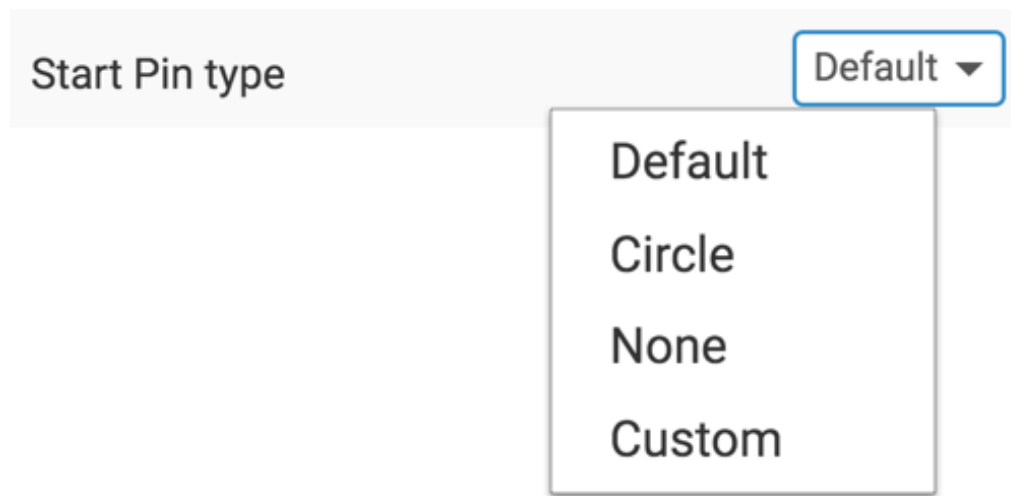 Start Pin type
Default
Default
Circle
None
Custom